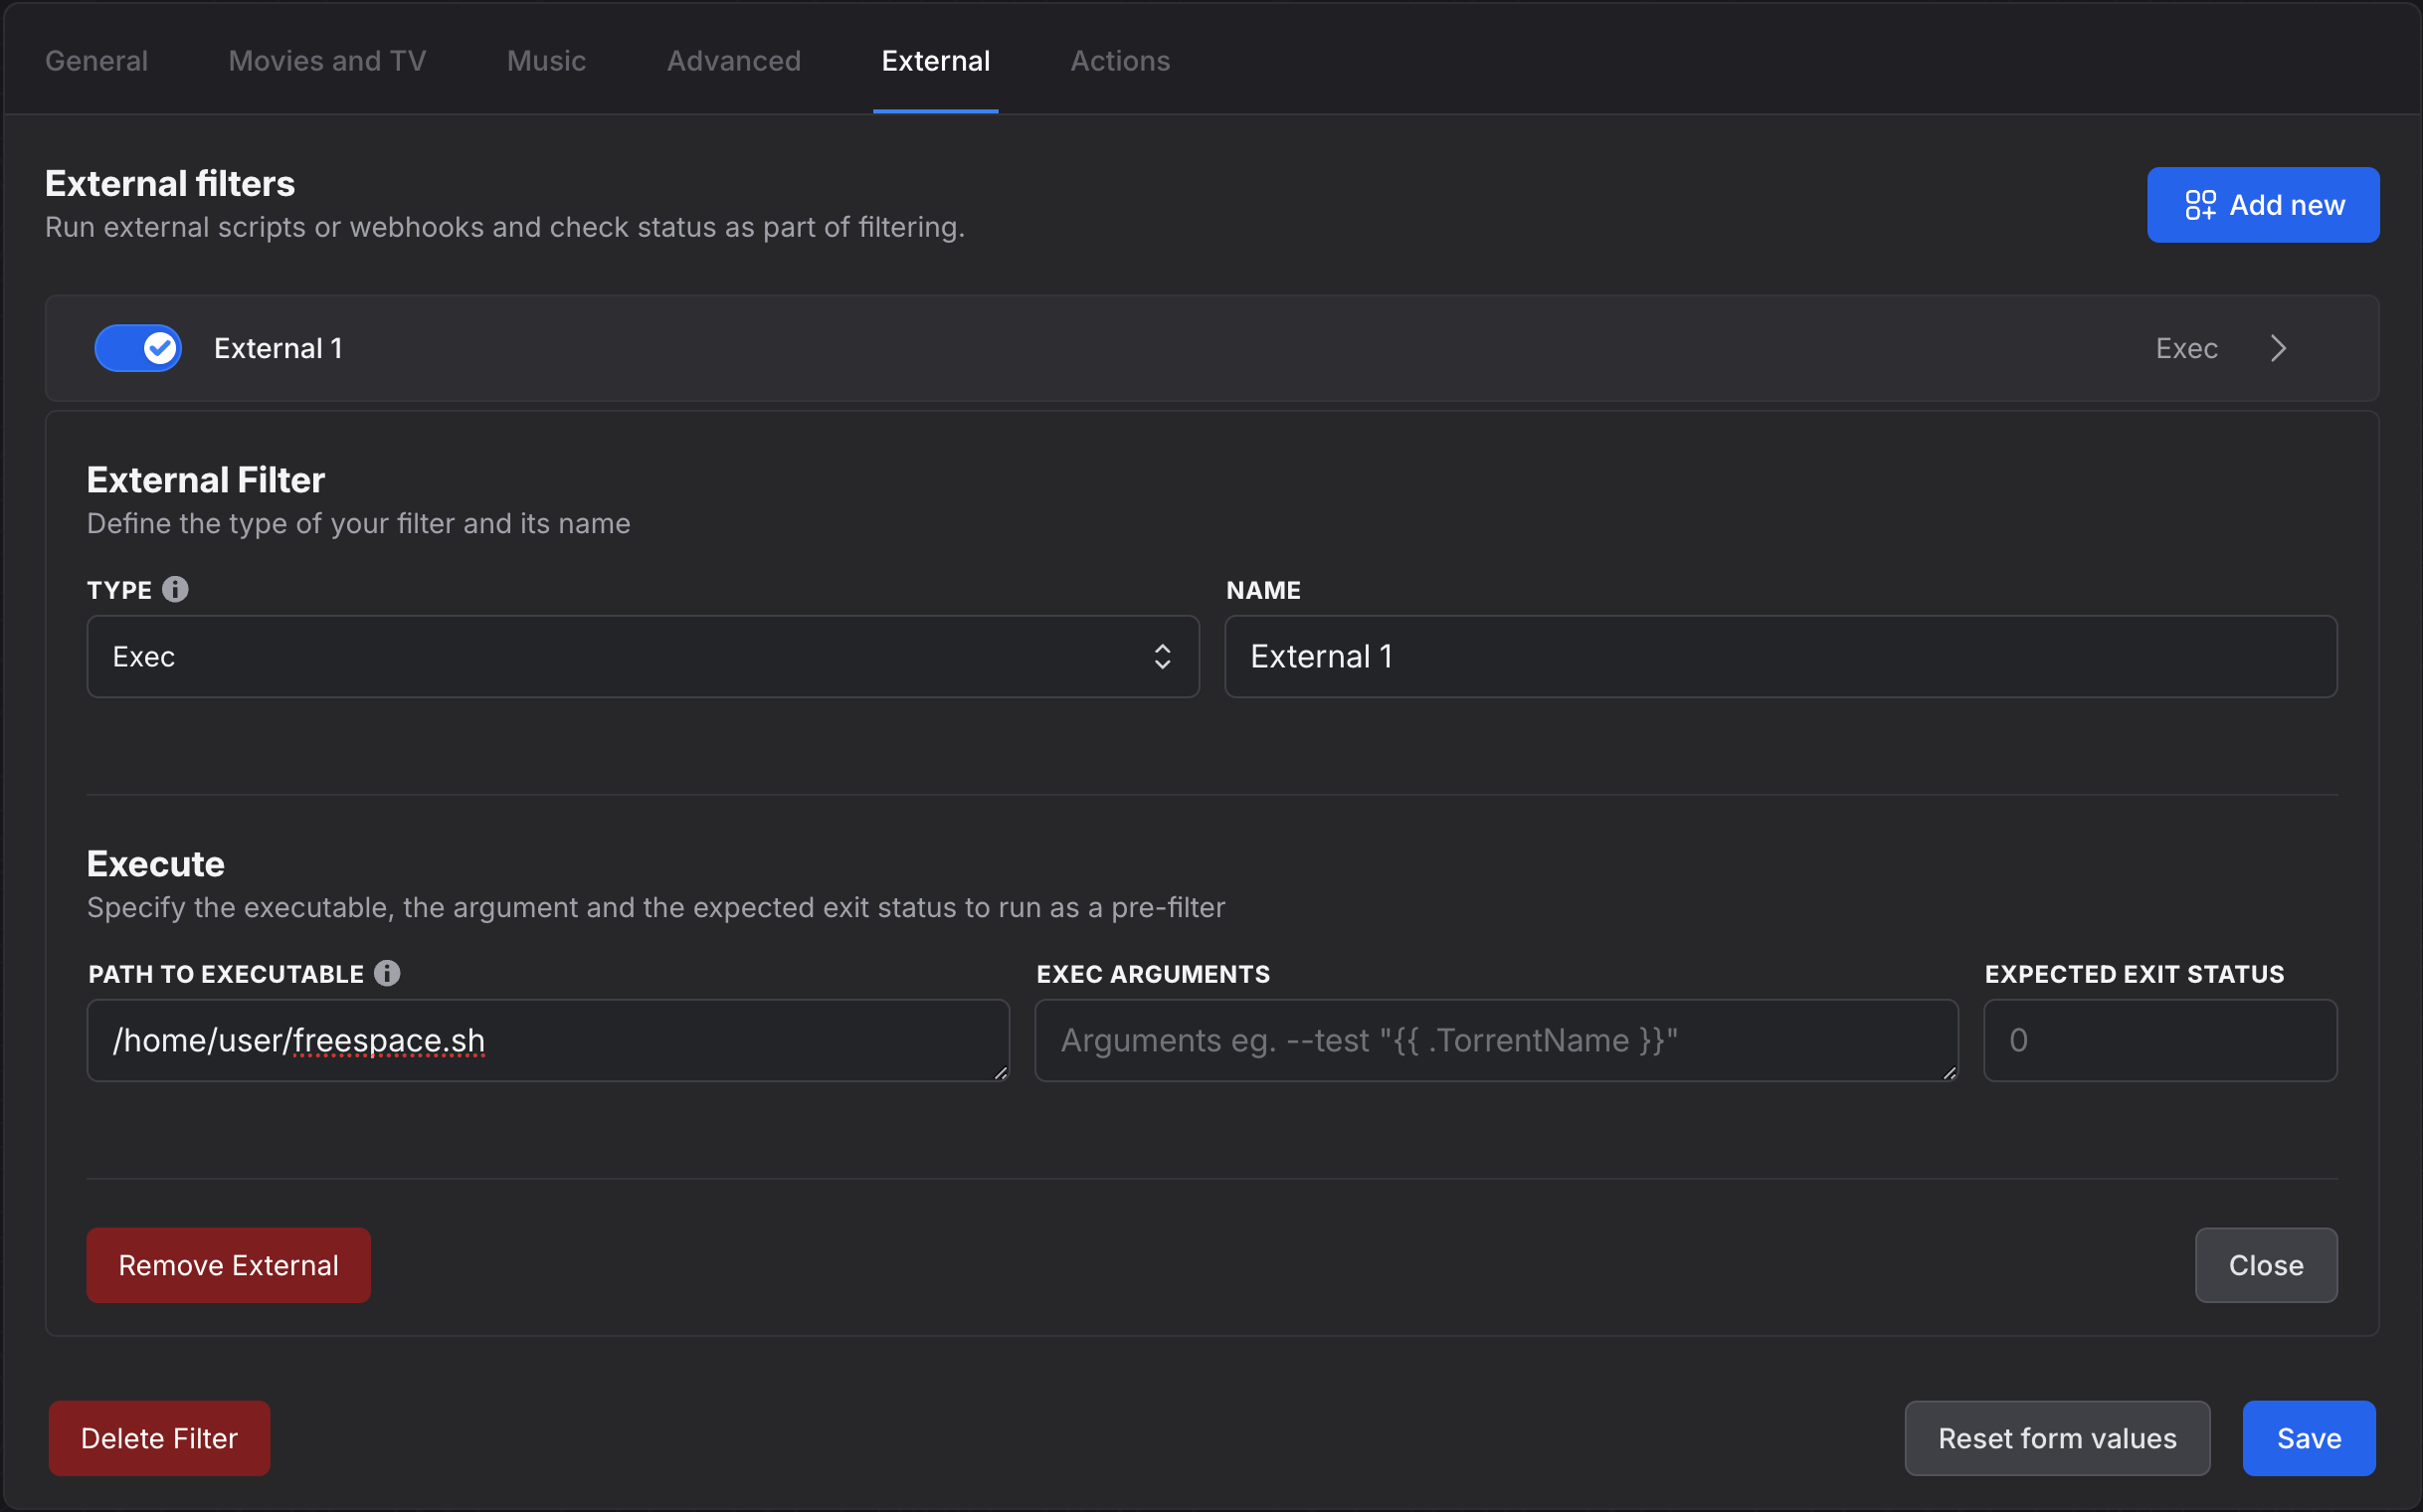 General Movies and TV Music Advanced External Actions
External filters
Run external scripts or webhooks and check status as part of filtering.
Add new
External 1 Exec
External Filter
Define the type of your filter and its name
TYPE NAME
Exec External 1
Execute
Specify the executable, the argument and the expected exit status to run as a pre-filter
PATH TO EXECUTABLE EXEC ARGUMENTS EXPECTED EXIT STATUS
/home/user/freespace.sh Arguments eg. --test "{{ .TorrentName }}" 0
Remove External Close
Delete Filter Reset form values Save